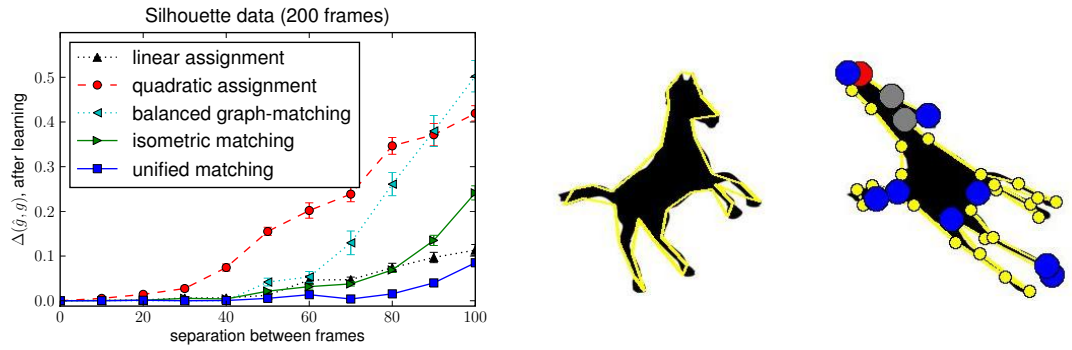 Silhouette data (200 frames)
linear assignment
quadratic assignment
balanced graph-matching
isometric matching
unified matching
Δ(ĝ, g), after learning
0.5
0.4
0.3
0.2
0.1
0.0
0 20 40 60 80 100
separation between frames